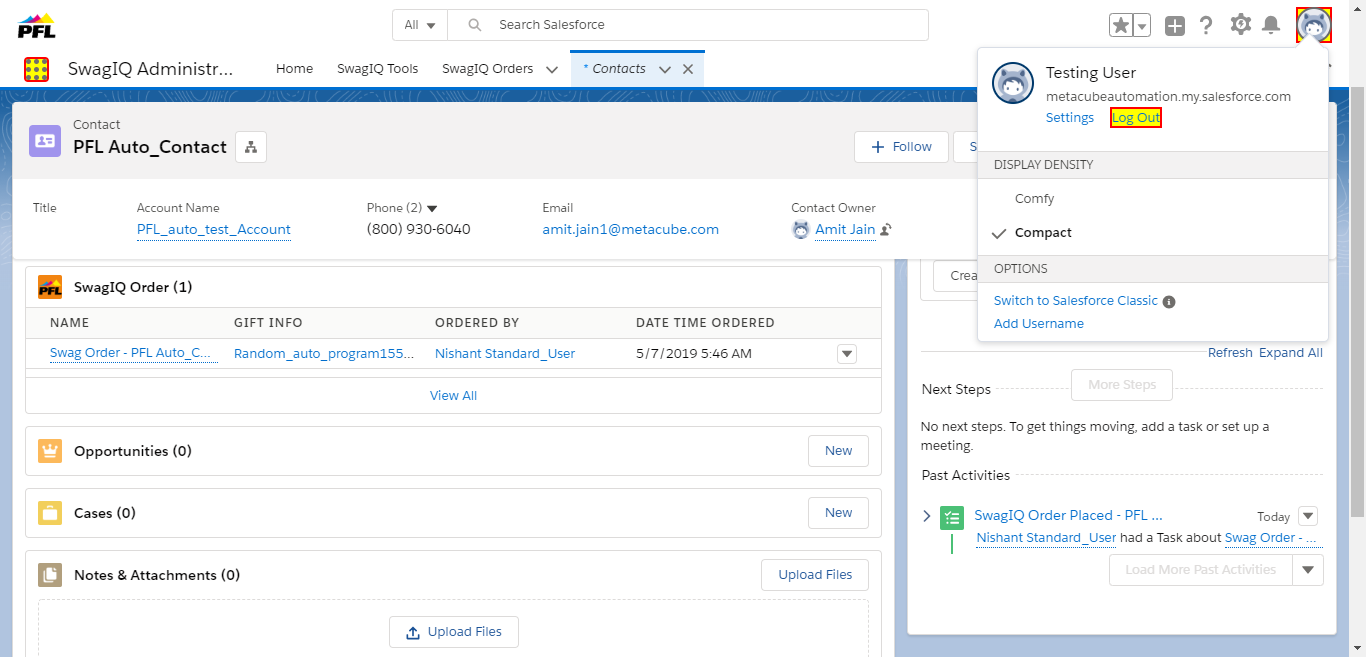 PFL
All
Search Salesforce
SwagIQ Administr...
Home
SwagIQ Tools
SwagIQ Orders
* Contacts
Testing User
metacubeautomation.my.salesforce.com
Settings
Log Out
DISPLAY DENSITY
Comfy
Compact
OPTIONS
Switch to Salesforce Classic
Add Username
Contact
PFL Auto_Contact
Follow
S
Title
Account Name
PFL_auto_test_Account
Phone (2)
(800) 930-6040
Email
amit.jain1@metacube.com
Contact Owner
Amit Jain
PFL
SwagIQ Order (1)
NAME
GIFT INFO
ORDERED BY
DATE TIME ORDERED
Swag Order - PFL Auto_C...
Random_auto_program155...
Nishant Standard_User
5/7/2019 5:46 AM
View All
Opportunities (0)
New
Cases (0)
New
Notes & Attachments (0)
Upload Files
Upload Files
Crea
Refresh
Expand All
Next Steps
More Steps
No next steps. To get things moving, add a task or set up a
meeting.
Past Activities
SwagIQ Order Placed - PFL ...
Today
Nishant Standard_User had a Task about Swag Order - ...
Load More Past Activities